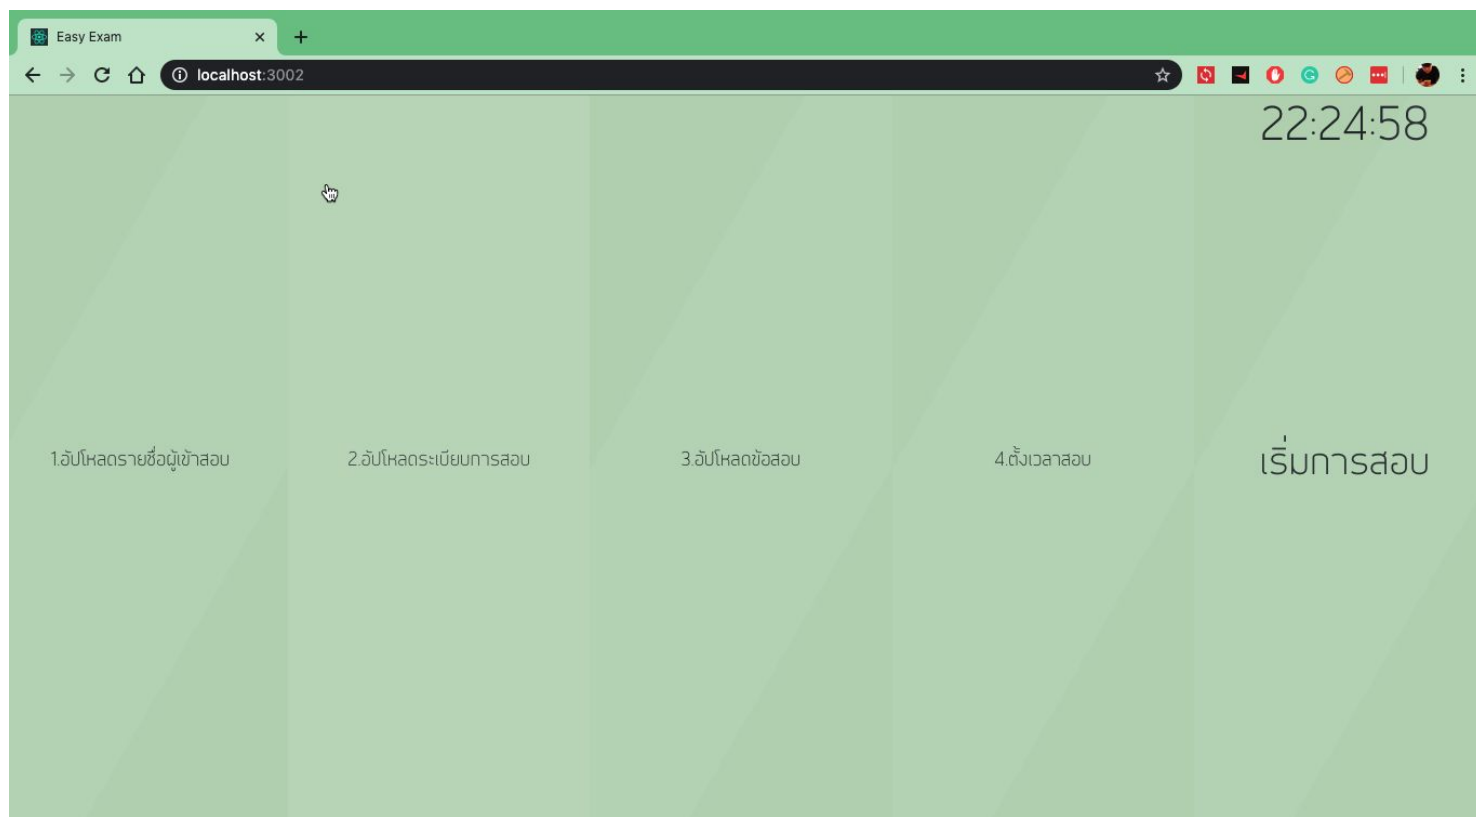 Easy Exam
localhost:3002
22:24:58
1.อัปโหลดรายชื่อผู้เข้าสอบ
2.อัปโหลดระเบียบการสอบ
3.อัปโหลดข้อสอบ
4.ตั้งเวลาสอบ
เริ่มการสอบ